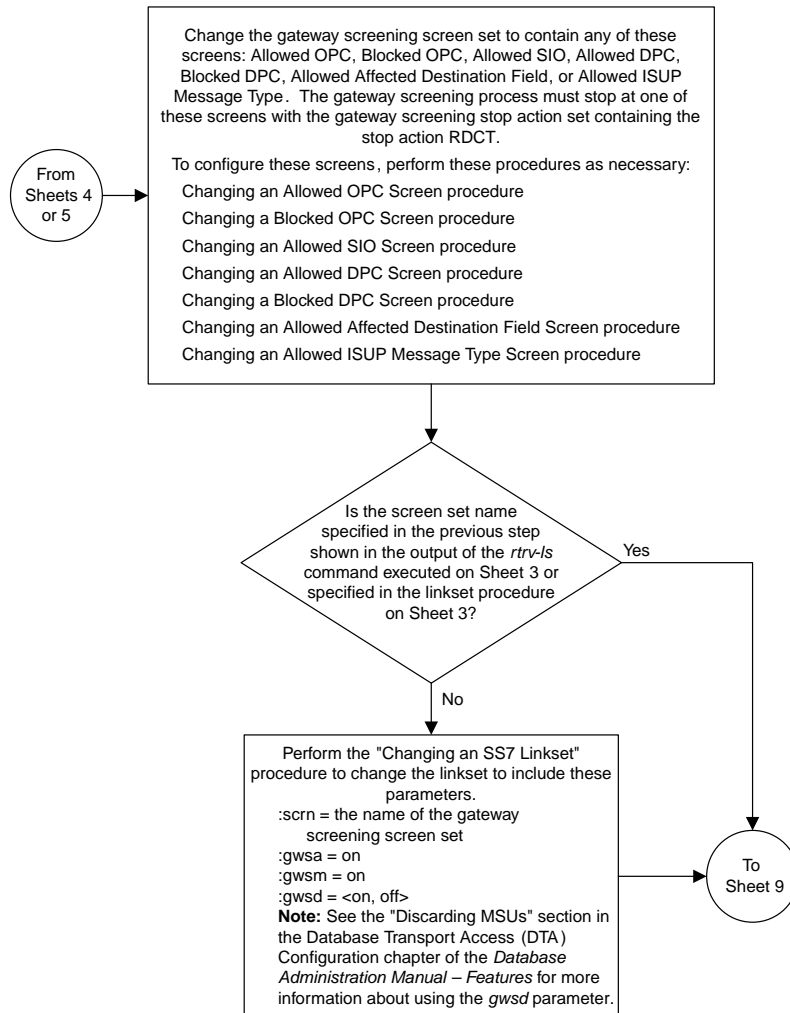 Change the gateway screening screen set to contain any of these
screens: Allowed OPC, Blocked OPC, Allowed SIO, Allowed DPC,
Blocked DPC, Allowed Affected Destination Field, or Allowed ISUP
Message Type. The gateway screening process must stop at one of
these screens with the gateway screening stop action set containing the
stop action RDCT.
To configure these screens, perform these procedures as necessary:
Changing an Allowed OPC Screen procedure
Changing a Blocked OPC Screen procedure
Changing an Allowed SIO Screen procedure
Changing an Allowed DPC Screen procedure
Changing a Blocked DPC Screen procedure
Changing an Allowed Affected Destination Field Screen procedure
Changing an Allowed ISUP Message Type Screen procedure
From
Sheets 4
or 5
Is the screen set name
specified in the previous step
shown in the output of the rtrv-ls
command executed on Sheet 3 or
specified in the linkset procedure
on Sheet 3?
Yes
No
Perform the "Changing an SS7 Linkset"
procedure to change the linkset to include these
parameters.
:scrn = the name of the gateway
screening screen set
:gwsa = on
:gwsm = on
:gwsd = <on, off>
Note: See the "Discarding MSUs" section in
the Database Transport Access (DTA)
Configuration chapter of the Database
Administration Manual – Features for more
information about using the gwsd parameter.
To
Sheet 9